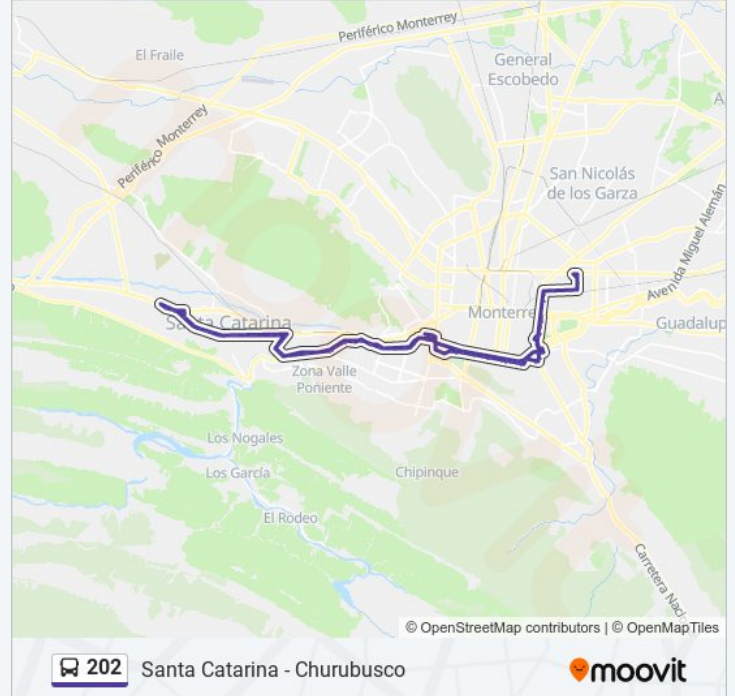 Periférico Monterrey
El Fraile
General
Escobedo
A
Periférico Monterrey
San Nicolás
de los Garza
Avenida Miguel Alemán
Santa Catarina
Monterre
Guadalup
Zona Valle
Poniente
Los Nogales
Los García
Chipinque
El Rodeo
Carretera Naci
© OpenStreetMap contributors | © OpenMapTiles
202 Santa Catarina - Churubusco
moovit